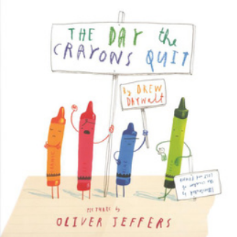 THE DAY the
CRAYONS QUIT
by DREW
DAYWALT
PICTURES by
OLIVER JEFFERS